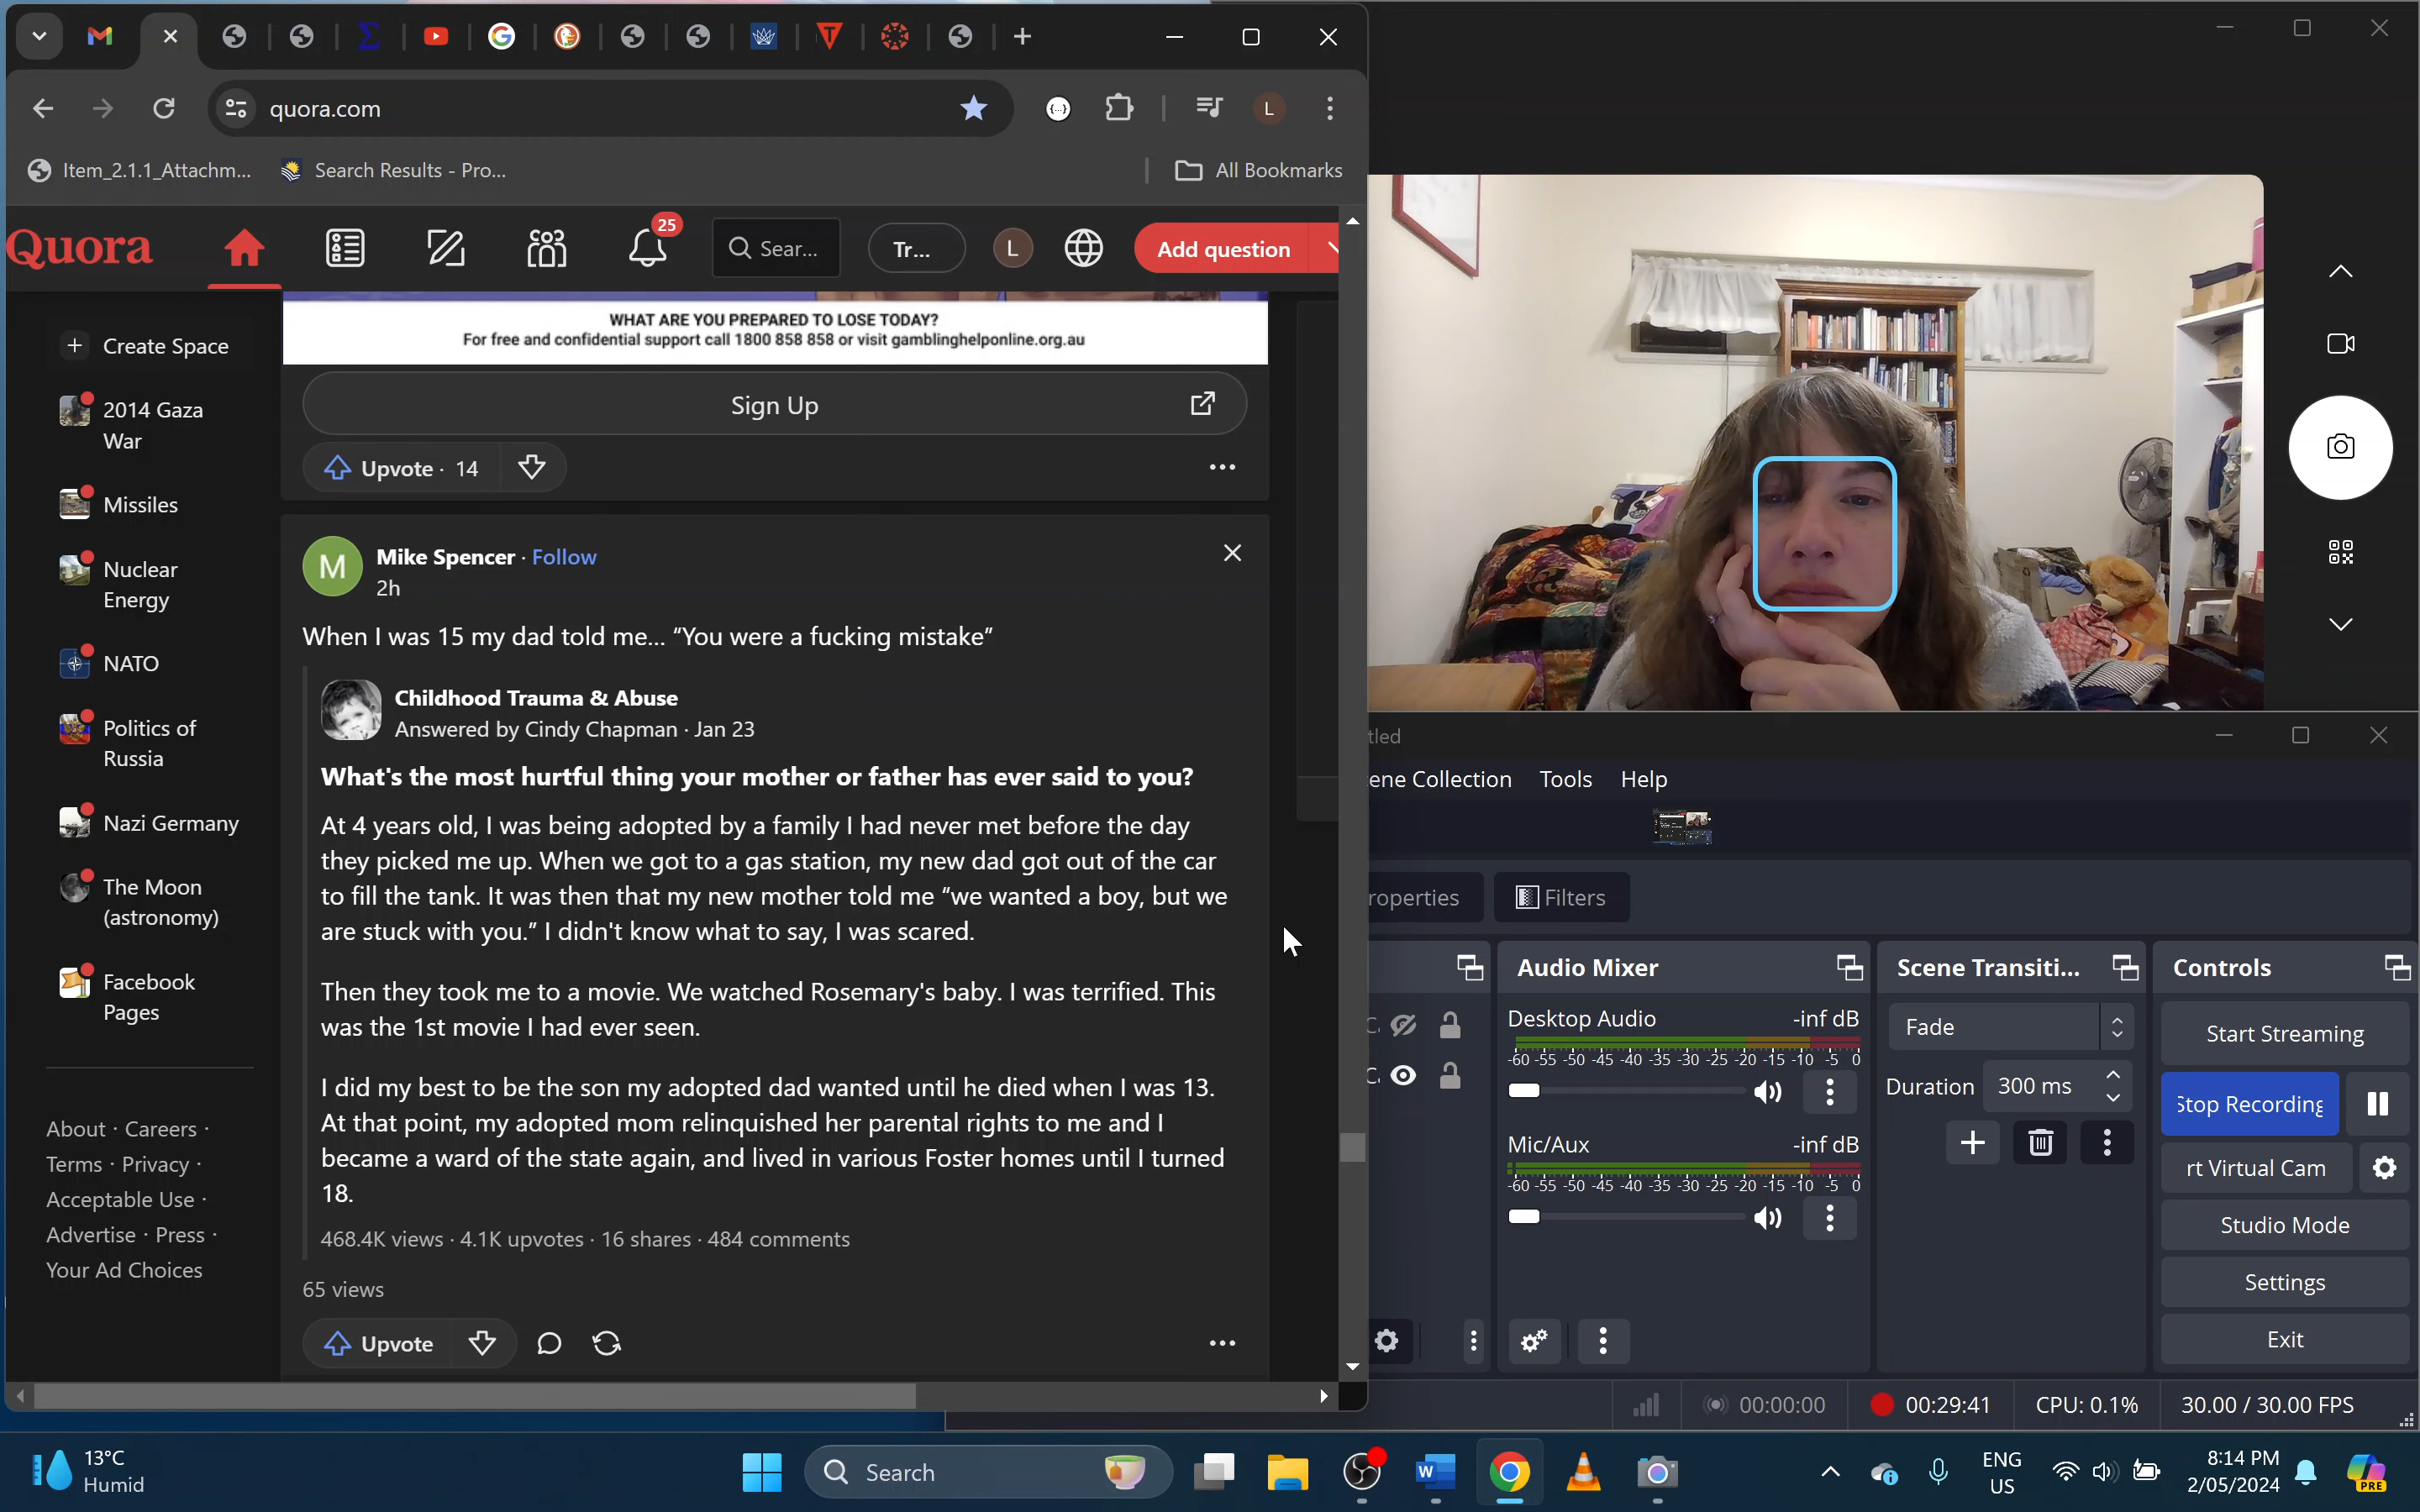 quora.com
L
Item_2.1.1_Attachm...
Search Results - Pro...
All Bookmarks
Quora
25
Sear...
Tr...
L
Add question
WHAT ARE YOU PREPARED TO LOSE TODAY?
For free and confidential support call 1800 858 858 or visit gamblinghelponline.org.au
Sign Up
Upvote · 14
Create Space
2014 Gaza
War
Missiles
Nuclear
Energy
NATO
Politics of
Russia
Nazi Germany
The Moon
(astronomy)
Facebook
Pages
About · Careers ·
Terms · Privacy ·
Acceptable Use ·
Advertise · Press ·
Your Ad Choices
M
Mike Spencer · Follow
2h
When I was 15 my dad told me... “You were a fucking mistake”
Childhood Trauma & Abuse
Answered by Cindy Chapman · Jan 23
What's the most hurtful thing your mother or father has ever said to you?
At 4 years old, I was being adopted by a family I had never met before the day
they picked me up. When we got to a gas station, my new dad got out of the car
to fill the tank. It was then that my new mother told me “we wanted a boy, but we
are stuck with you.” I didn't know what to say, I was scared.
Then they took me to a movie. We watched Rosemary's baby. I was terrified. This
was the 1st movie I had ever seen.
I did my best to be the son my adopted dad wanted until he died when I was 13.
At that point, my adopted mom relinquished her parental rights to me and I
became a ward of the state again, and lived in various Foster homes until I turned
18.
468.4K views · 4.1K upvotes · 16 shares · 484 comments
65 views
Upvote
tled
ene Collection
Tools
Help
roperties
Filters
Audio Mixer
Desktop Audio
-inf dB
-60 -55 -50 -45 -40 -35 -30 -25 -20 -15 -10 -5 0
Mic/Aux
-inf dB
-60 -55 -50 -45 -40 -35 -30 -25 -20 -15 -10 -5 0
Scene Transiti...
Fade
Duration
300 ms
Controls
Start Streaming
Stop Recording
rt Virtual Cam
Studio Mode
Settings
Exit
00:00:00
00:29:41
CPU: 0.1%
30.00 / 30.00 FPS
13°C
Humid
Search
ENG
US
8:14 PM
2/05/2024
PRE